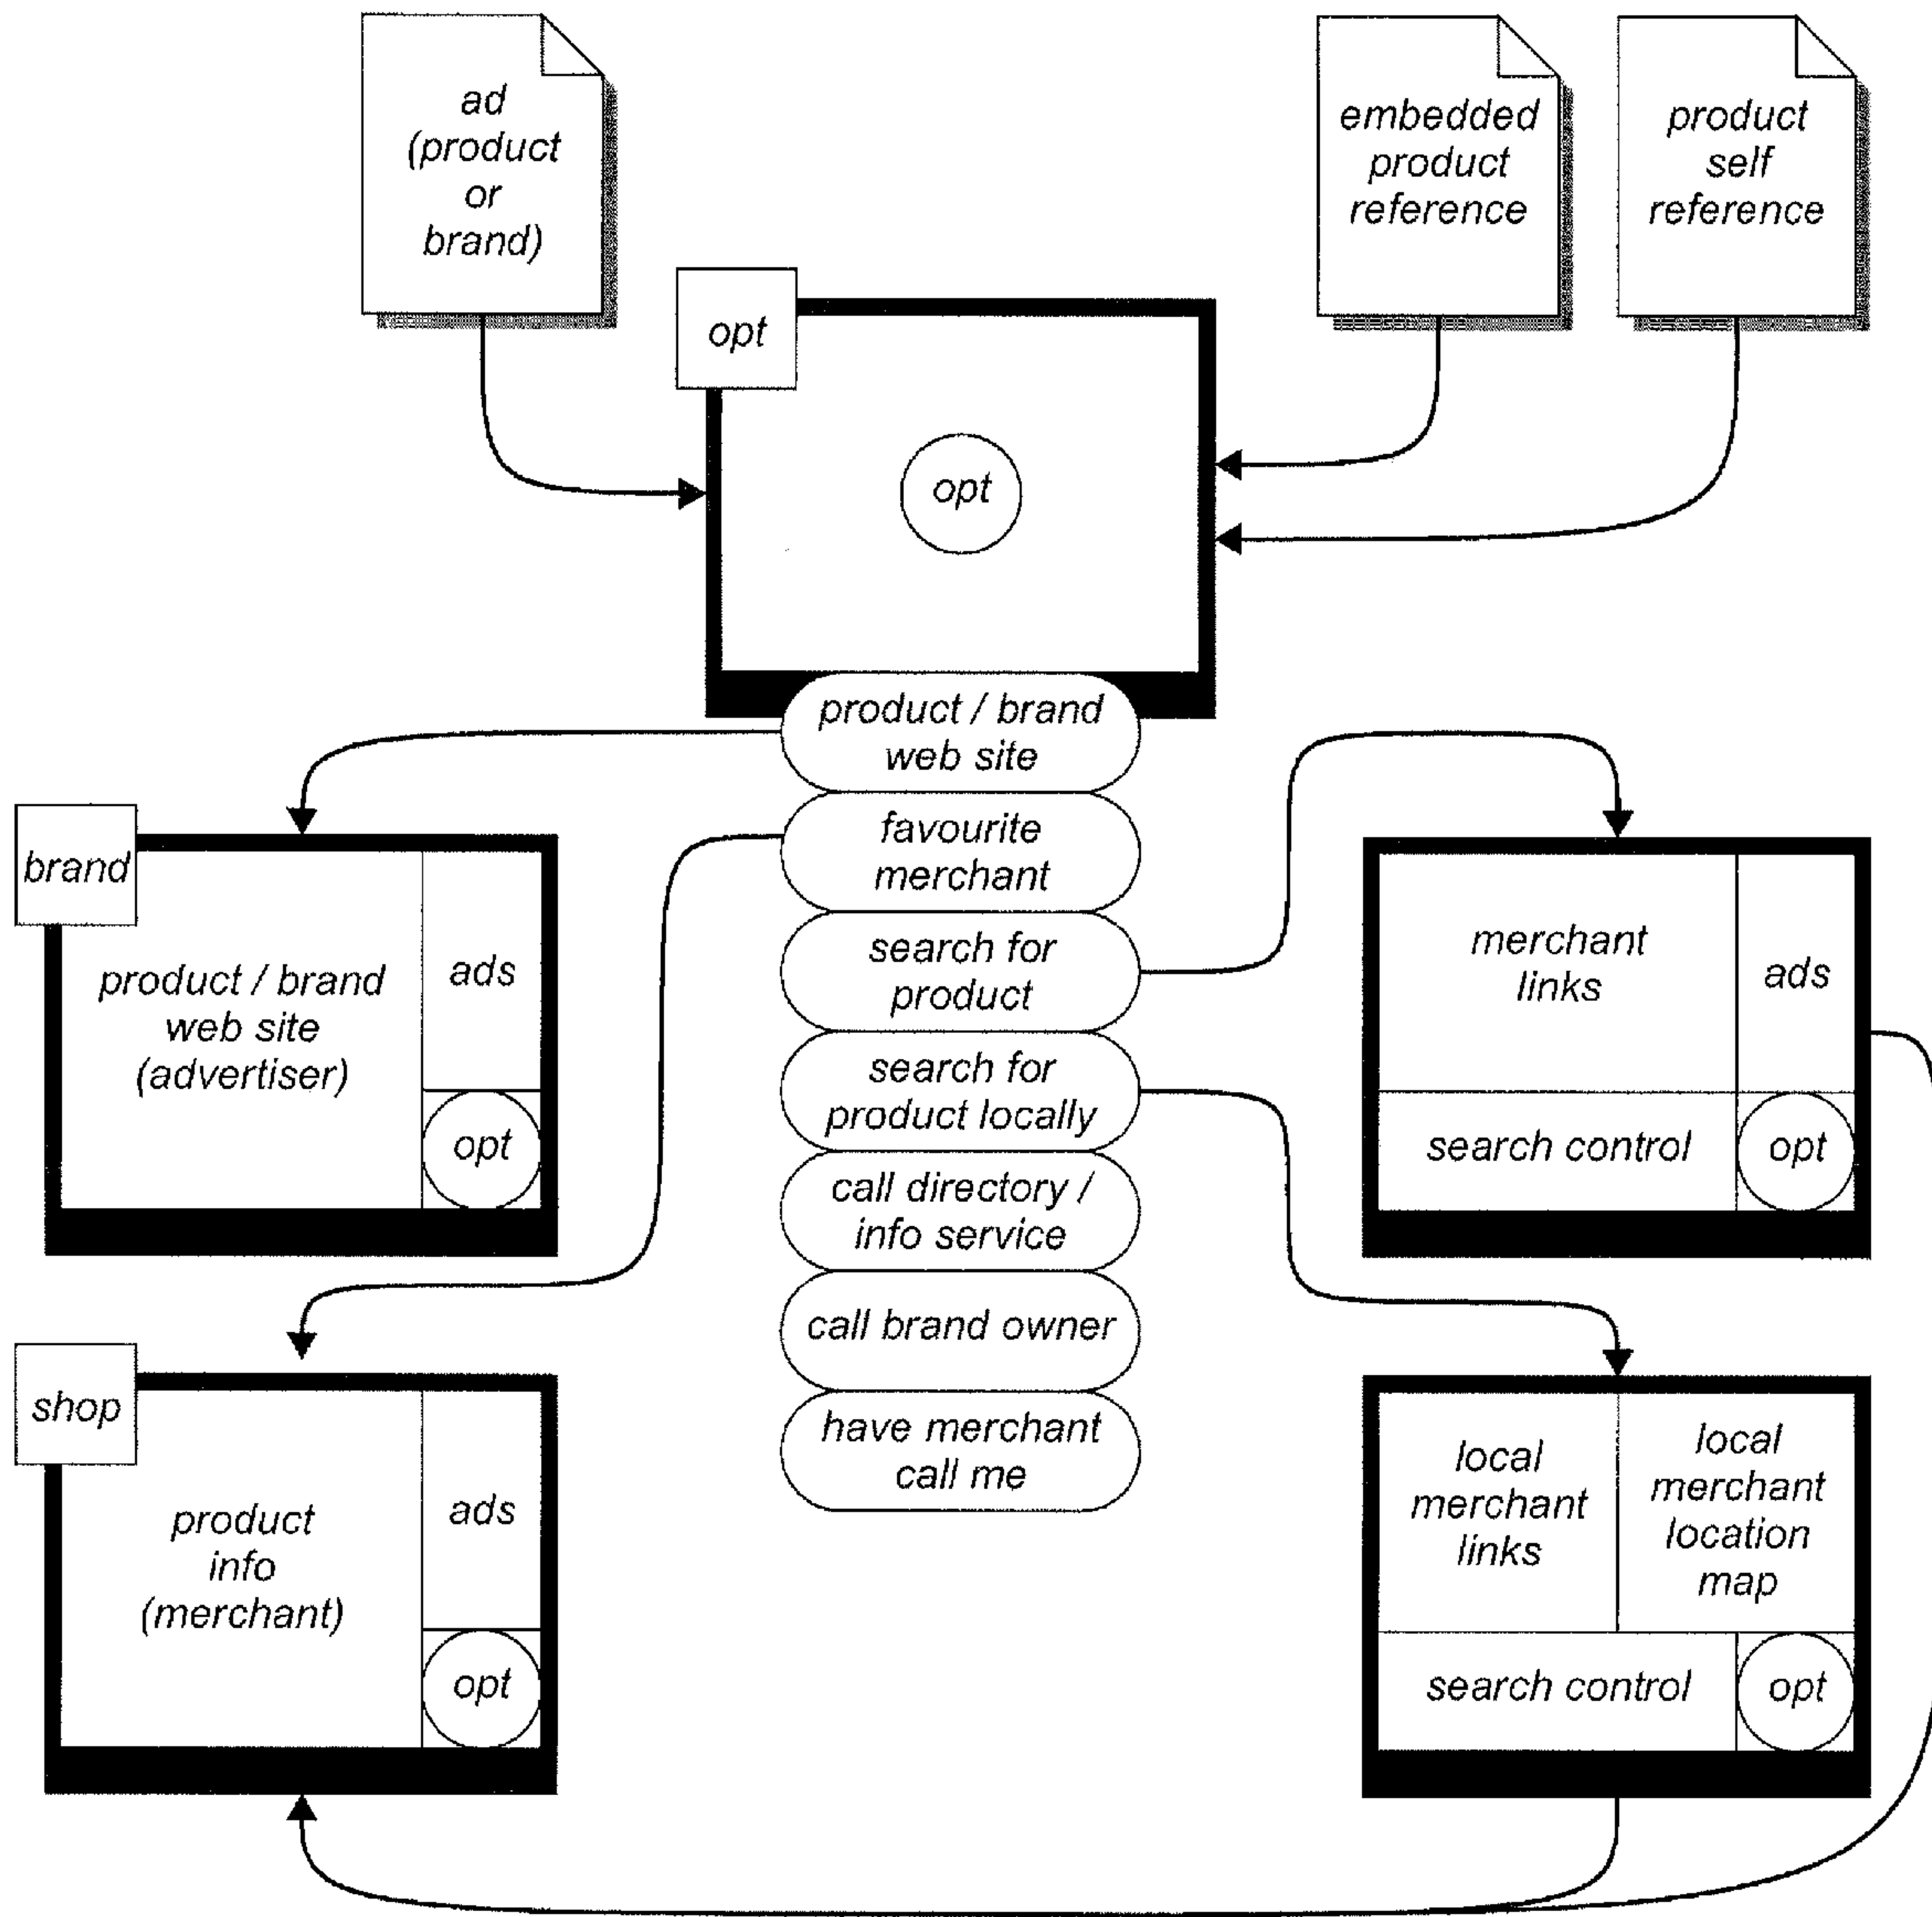 ad
(product
or
brand)
embedded
product
reference
product
self
reference
opt
opt
product / brand
web site
favourite
merchant
search for
product
search for
product locally
call directory /
info service
call brand owner
have merchant
call me
brand
product / brand
web site
(advertiser)
ads
opt
merchant
links
ads
search control
opt
shop
product
info
(merchant)
ads
opt
local
merchant
links
local
merchant
location
map
search control
opt